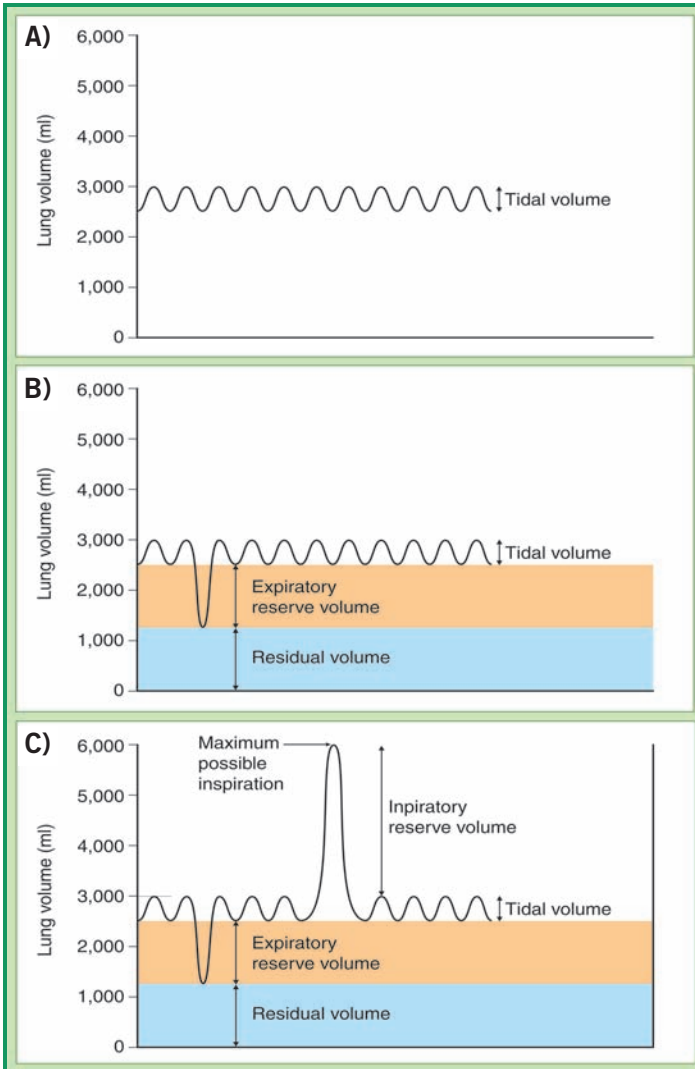 A)
6,000
5,000
4,000
3,000
2,000
1,000
0
Lung volume (ml)
Tidal volume
B)
6,000
5,000
4,000
3,000
2,000
1,000
0
Lung volume (ml)
Tidal volume
Expiratory
reserve volume
Residual volume
C)
6,000
5,000
4,000
3,000
2,000
1,000
0
Lung volume (ml)
Maximum
possible
inspiration
Inpiratory
reserve volume
Tidal volume
Expiratory
reserve volume
Residual volume